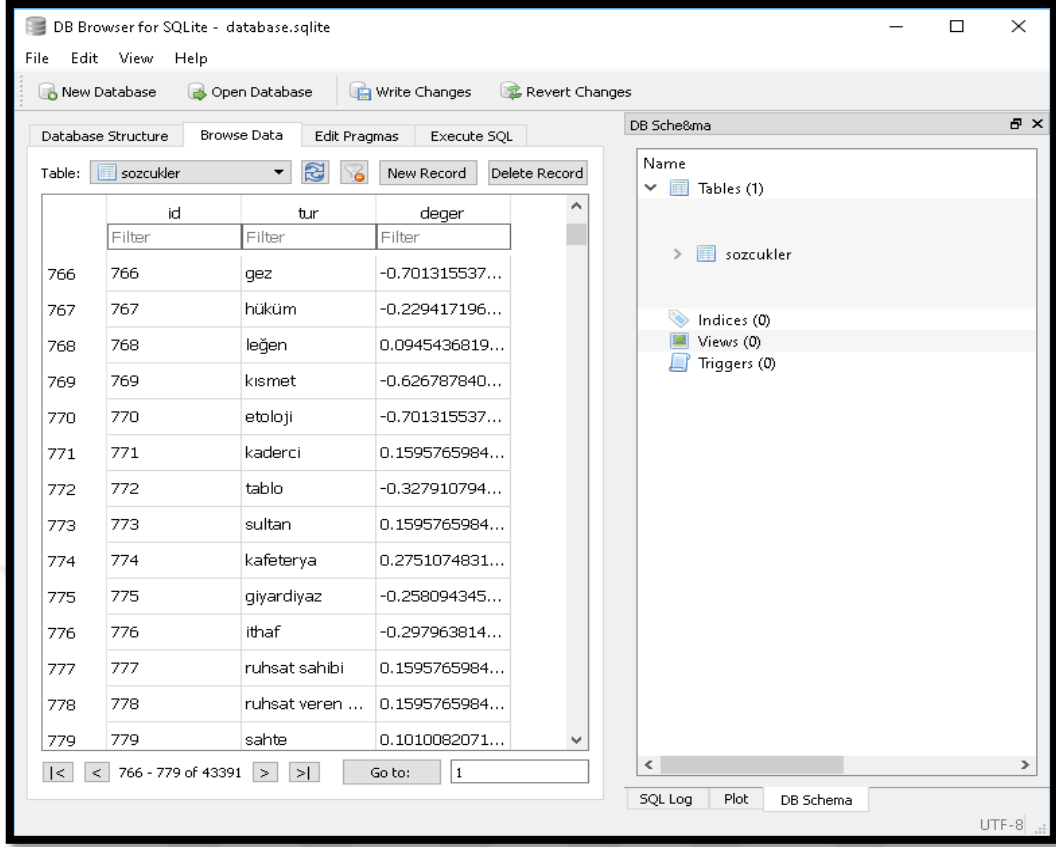 DB Browser for SQLite - database.sqlite
File Edit View Help
New Database Open Database Write Changes Revert Changes
Database Structure Browse Data Edit Pragmas Execute SQL
Table: sozcukler New Record Delete Record
id tur deger
Filter Filter Filter
766 766 gez -0.701315537...
767 767 hüküm -0.229417196...
768 768 leğen 0.0945436819...
769 769 kısmet -0.626787840...
770 770 etoloji -0.701315537...
771 771 kaderci 0.1595765984...
772 772 tablo -0.327910794...
773 773 sultan 0.1595765984...
774 774 kafeterya 0.2751074831...
775 775 giyardiyaz -0.258094345...
776 776 ithaf -0.297963814...
777 777 ruhsat sahibi 0.1595765984...
778 778 ruhsat veren ... 0.1595765984...
779 779 sahte 0.1010082071...
|< < 766 - 779 of 43391 > >| Go to: 1
DB Sche&ma
Name
Tables (1)
sozcukler
Indices (0)
Views (0)
Triggers (0)
SQL Log Plot DB Schema
UTF-8